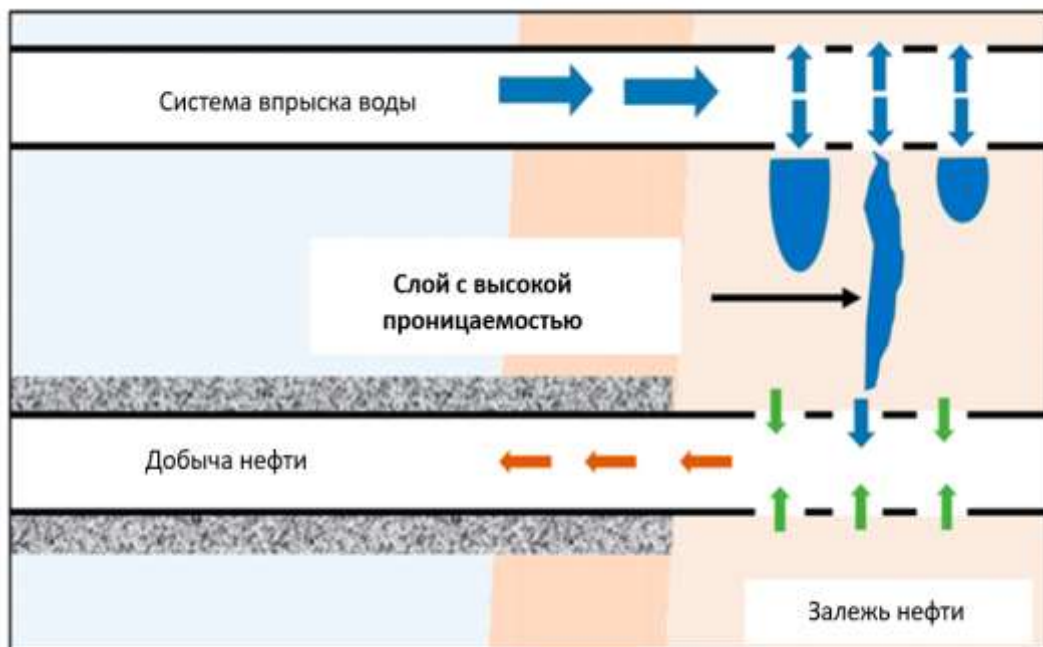 Система впрыска воды
Слой с высокой
проницаемостью
Добыча нефти
Залежь нефти